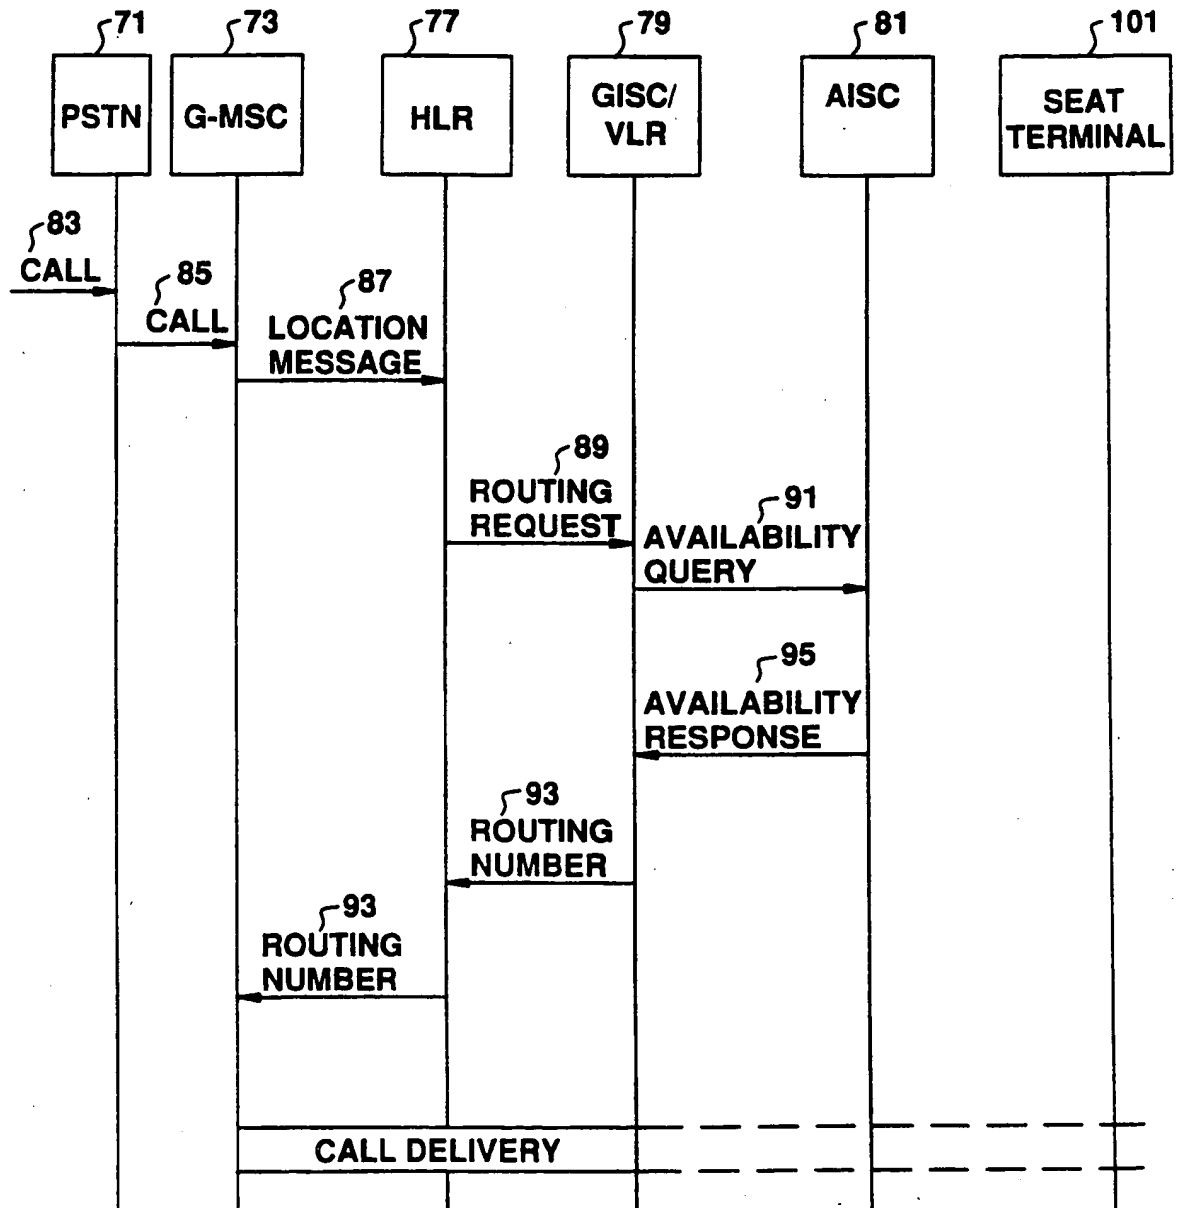 71
73
77
79
81
101
PSTN
G-MSC
HLR
GISC/
VLR
AISC
SEAT
TERMINAL
83
CALL
85
CALL
87
LOCATION
MESSAGE
89
ROUTING
REQUEST
91
AVAILABILITY
QUERY
95
AVAILABILITY
RESPONSE
93
ROUTING
NUMBER
93
ROUTING
NUMBER
CALL DELIVERY